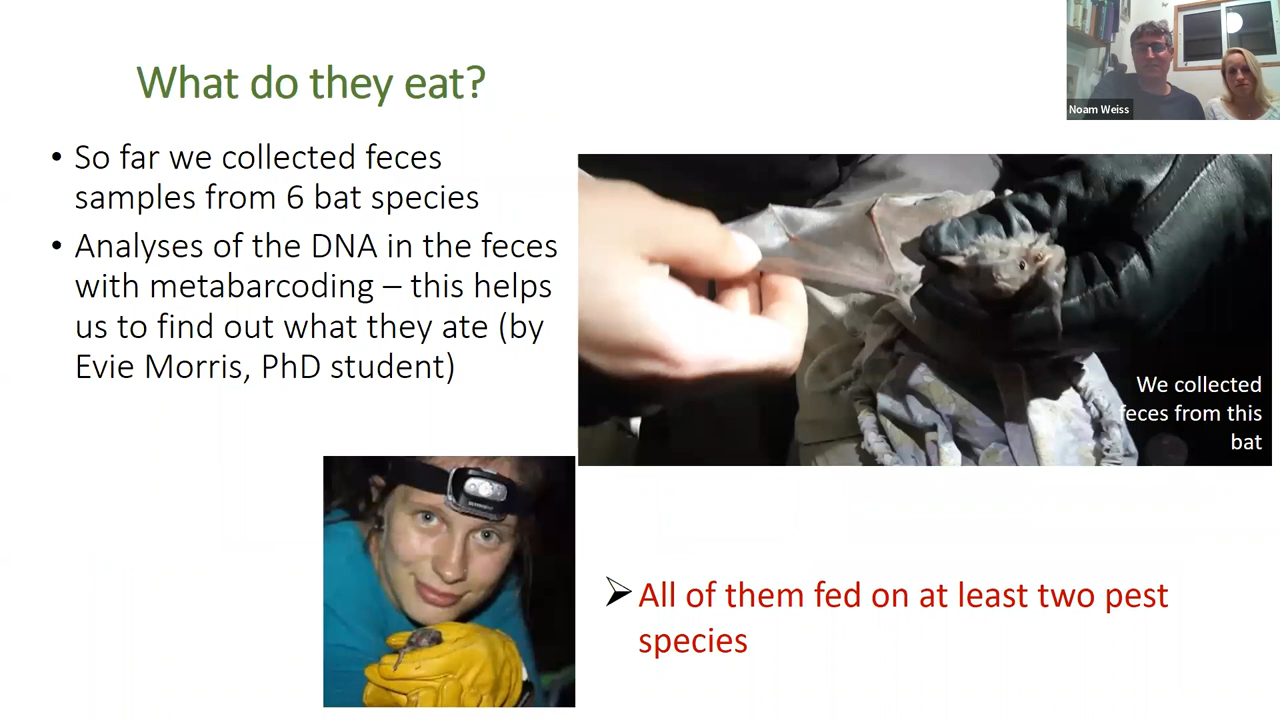 What do they eat?
Noam Weiss
• So far we collected feces
samples from 6 bat species
• Analyses of the DNA in the feces
with metabarcoding – this helps
us to find out what they ate (by
Evie Morris, PhD student)
We collected
feces from this
bat
➢ All of them fed on at least two pest
species